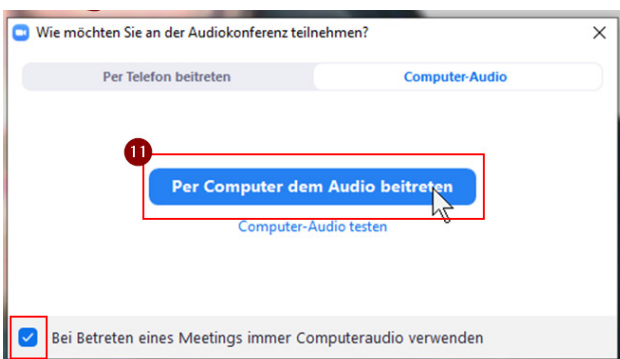 Wie möchten Sie an der Audiokonferenz teilnehmen?
Per Telefon beitreten
Computer-Audio
11
Per Computer dem Audio beitreten
Computer-Audio testen
Bei Betreten eines Meetings immer Computeraudio verwenden